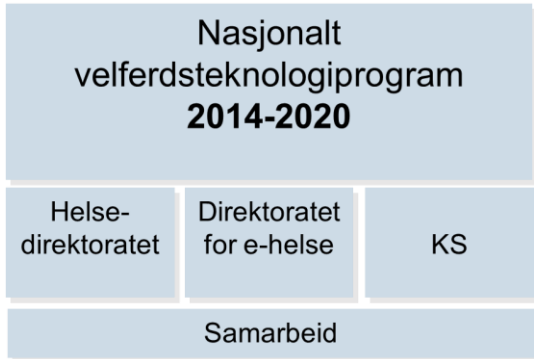 Nasjonalt
velferdsteknologiprogram
2014-2020
Helse-
direktoratet
Direktoratet
for e-helse
KS
Samarbeid